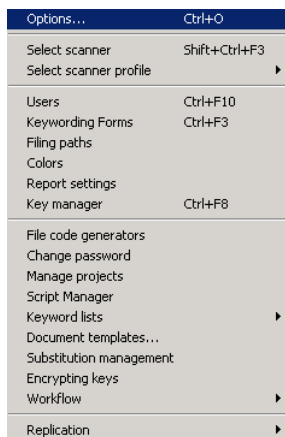 Options... Ctrl+O
Select scanner Shift+Ctrl+F3
Select scanner profile
Users Ctrl+F10
Keywording Forms Ctrl+F3
Filing paths
Colors
Report settings
Key manager Ctrl+F8
File code generators
Change password
Manage projects
Script Manager
Keyword lists
Document templates...
Substitution management
Encrypting keys
Workflow
Replication